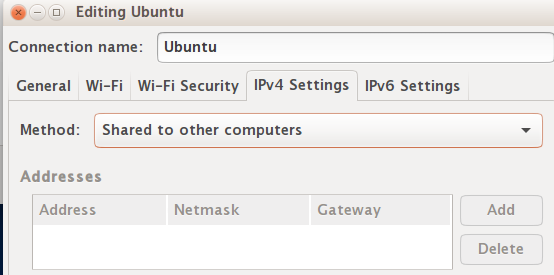 Editing Ubuntu
Connection name: Ubuntu
General Wi-Fi Wi-Fi Security IPv4 Settings IPv6 Settings
Method: Shared to other computers
Addresses
Address Netmask Gateway Add
Delete